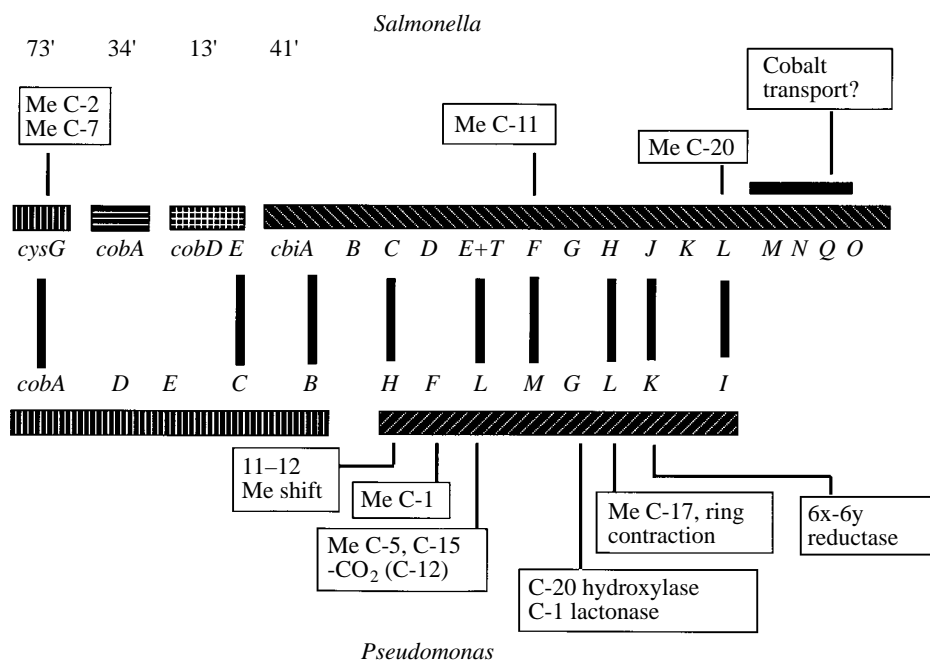 Salmonella
73' 34' 13' 41'
Me C-2
Me C-7
Me C-11
Me C-20
Cobalt
transport?
cysG cobA cobD E cbiA B C D E+T F G H J K L M N Q O
cobA D E C B H F L M G L K I
11–12
Me shift
Me C-1
Me C-5, C-15
-CO₂ (C-12)
C-20 hydroxylase
C-1 lactonase
Me C-17, ring
contraction
6x-6y
reductase
Pseudomonas